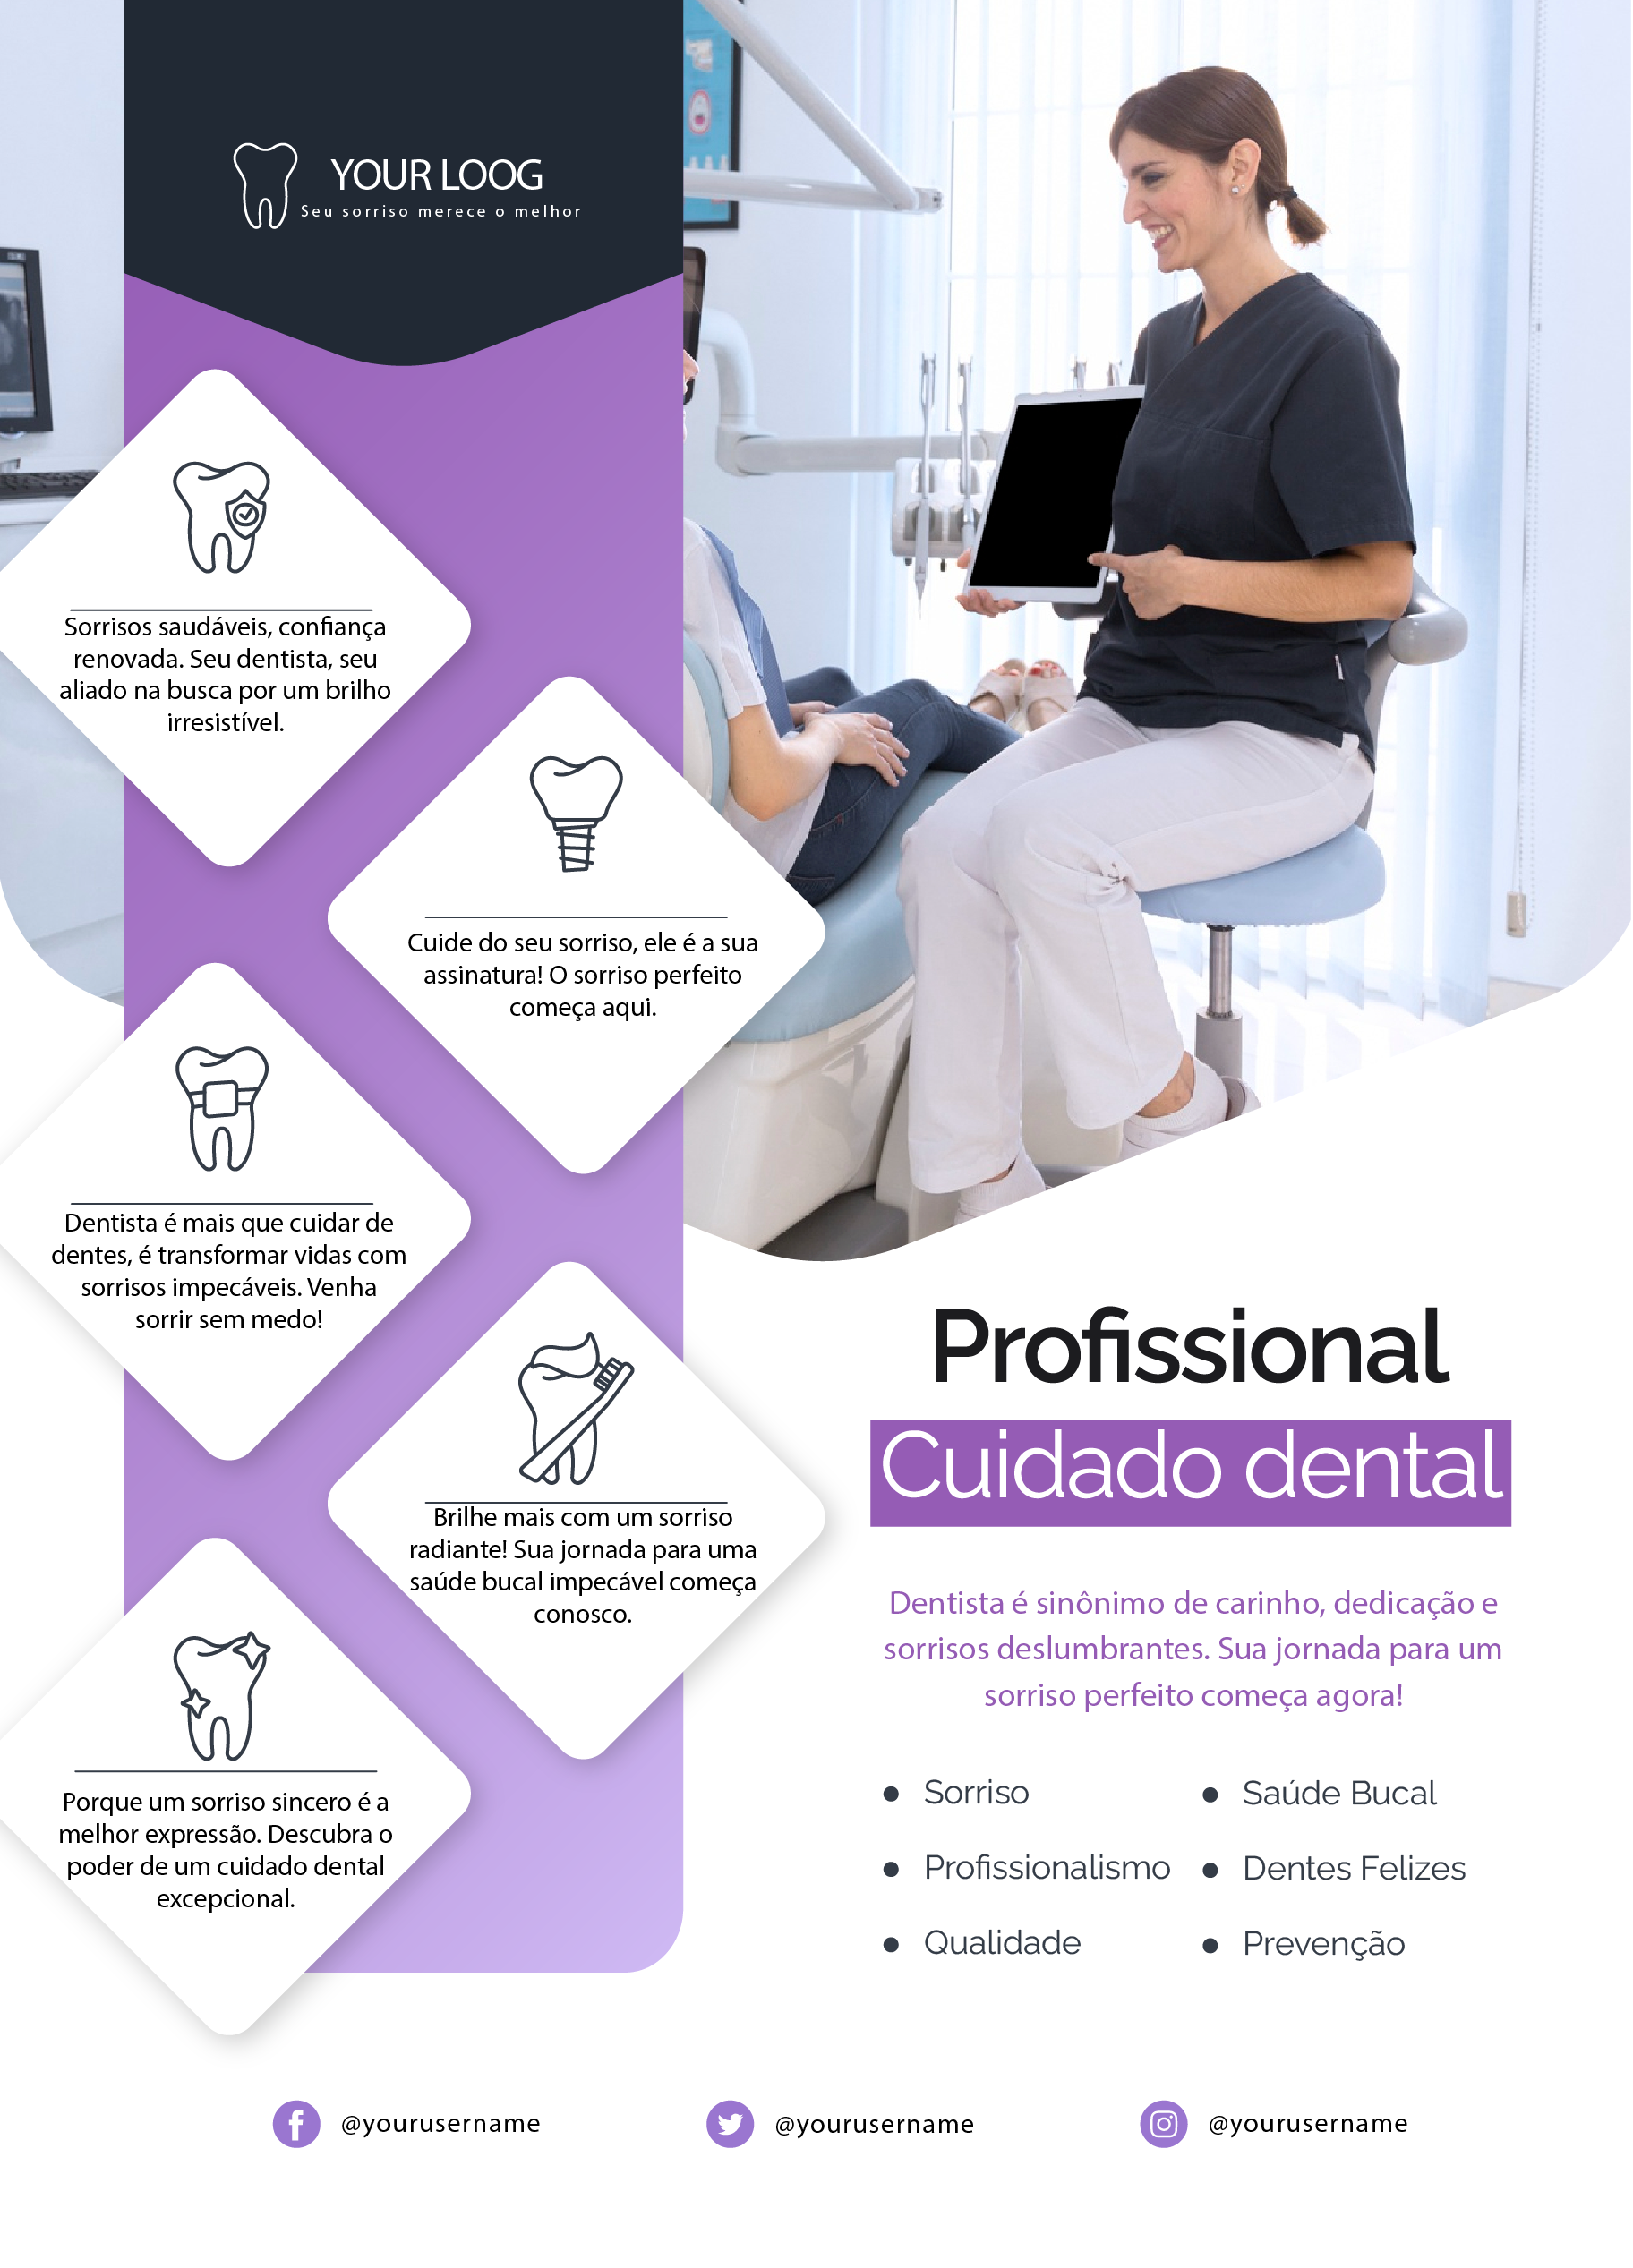 YOUR LOOG
Seu sorriso merece o melhor
Sorrisos saudáveis, confiança
renovada. Seu dentista, seu
aliado na busca por um brilho
irresistível.
Cuide do seu sorriso, ele é a sua
assinatura! O sorriso perfeito
começa aqui.
Dentista é mais que cuidar de
dentes, é transformar vidas com
sorrisos impecáveis. Venha
sorrir sem medo!
Brilhe mais com um sorriso
radiante! Sua jornada para uma
saúde bucal impecável começa
conosco.
Porque um sorriso sincero é a
melhor expressão. Descubra o
poder de um cuidado dental
excepcional.
Profissional
Cuidado dental
Dentista é sinônimo de carinho, dedicação e
sorrisos deslumbrantes. Sua jornada para um
sorriso perfeito começa agora!
Sorriso
Profissionalismo
Qualidade
Saúde Bucal
Dentes Felizes
Prevenção
@yourusername
@yourusername
@yourusername